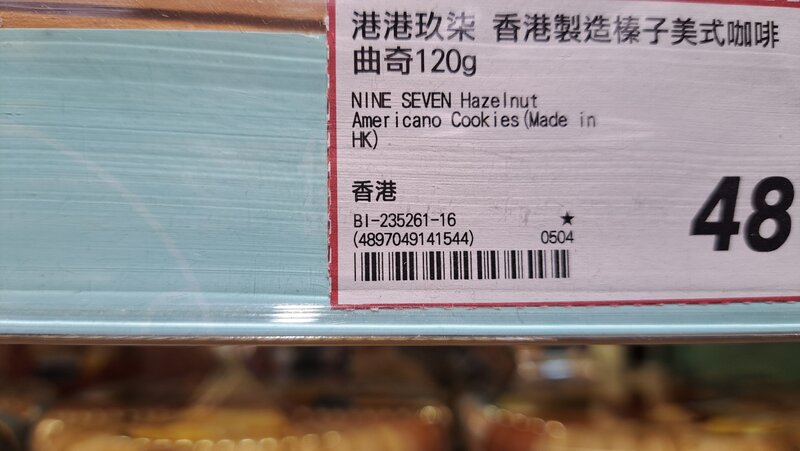 港港玖柒 香港製造榛子美式咖啡
曲奇120g
NINE SEVEN Hazelnut
Americano Cookies(Made in
HK)
香港
BI-235261-16 ★
(4897049141544) 0504
48